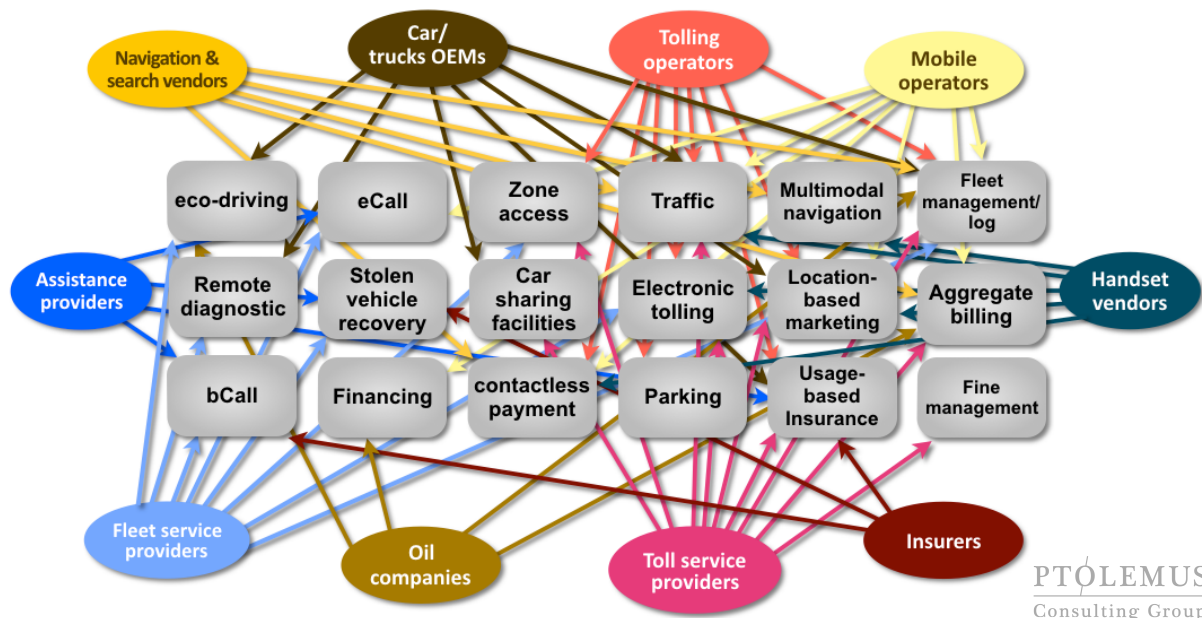 Car/
trucks OEMs
Tolling
operators
Navigation &
search vendors
Mobile
operators
eco-driving
eCall
Zone
access
Traffic
Multimodal
navigation
Fleet
management/
log
Assistance
providers
Remote
diagnostic
Stolen
vehicle
recovery
Car
sharing
facilities
Electronic
tolling
Location-
based
marketing
Aggregate
billing
Handset
vendors
bCall
Financing
contactless
payment
Parking
Usage-
based
Insurance
Fine
management
Fleet service
providers
Oil
companies
Toll service
providers
Insurers
PTOLEMUS
Consulting Group